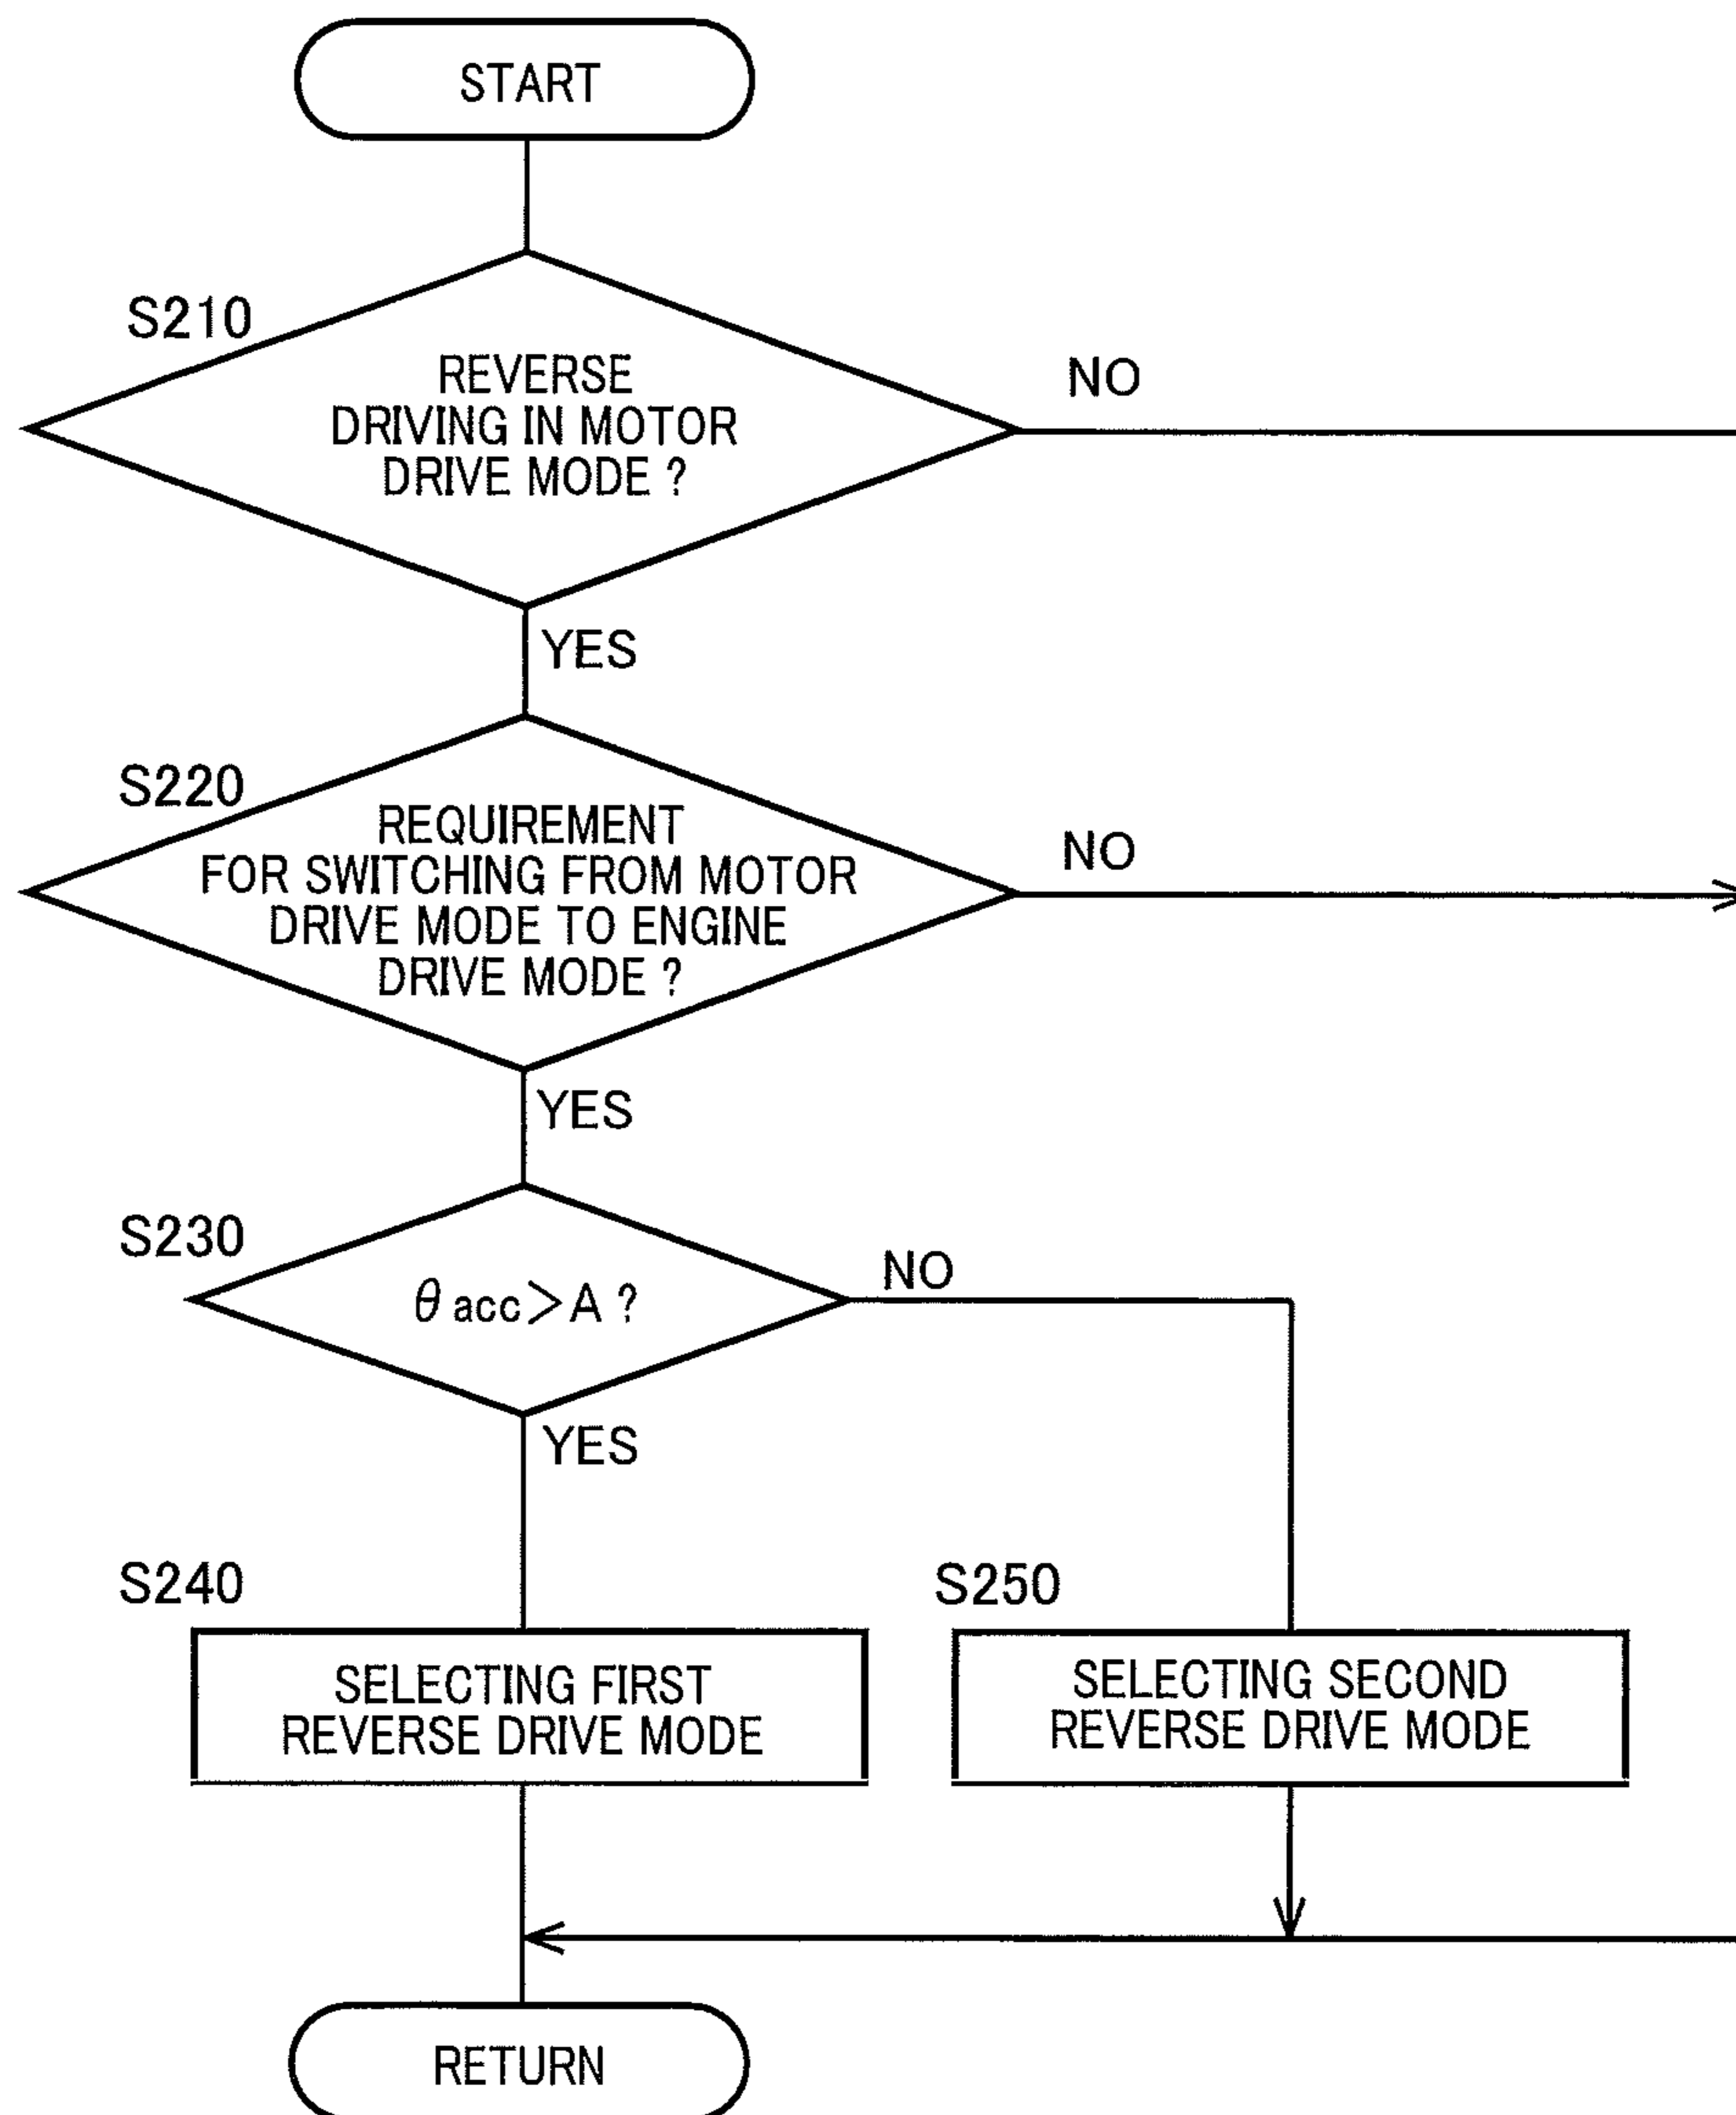 START
S210
REVERSE
DRIVING IN MOTOR
DRIVE MODE ?
NO
YES
S220
REQUIREMENT
FOR SWITCHING FROM MOTOR
DRIVE MODE TO ENGINE
DRIVE MODE ?
NO
YES
S230
θ acc>A ?
NO
YES
S240
SELECTING FIRST
REVERSE DRIVE MODE
S250
SELECTING SECOND
REVERSE DRIVE MODE
RETURN